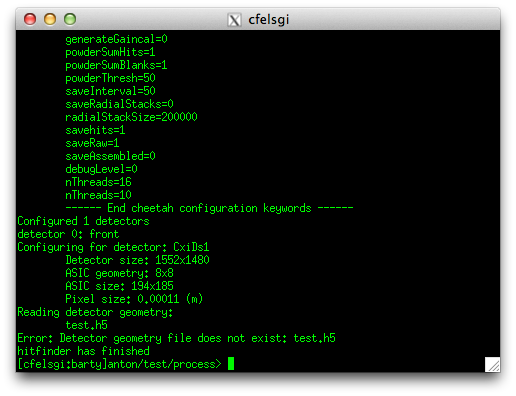 cfelsgi
generateGaincal=0
powderSumHits=1
powderSumBlanks=1
powderThresh=50
saveInterval=50
saveRadialStacks=0
radialStackSize=200000
savehits=1
saveRaw=1
saveAssembled=0
debugLevel=0
nThreads=16
nThreads=10
------ End cheetah configuration keywords ------
Configured 1 detectors
detector 0: front
Configuring for detector: CxiDs1
Detector size: 1552x1480
ASIC geometry: 8x8
ASIC size: 194x185
Pixel size: 0.00011 (m)
Reading detector geometry:
test.h5
Error: Detector geometry file does not exist: test.h5
hitfinder has finished
[cfelsgi:barty]anton/test/process>